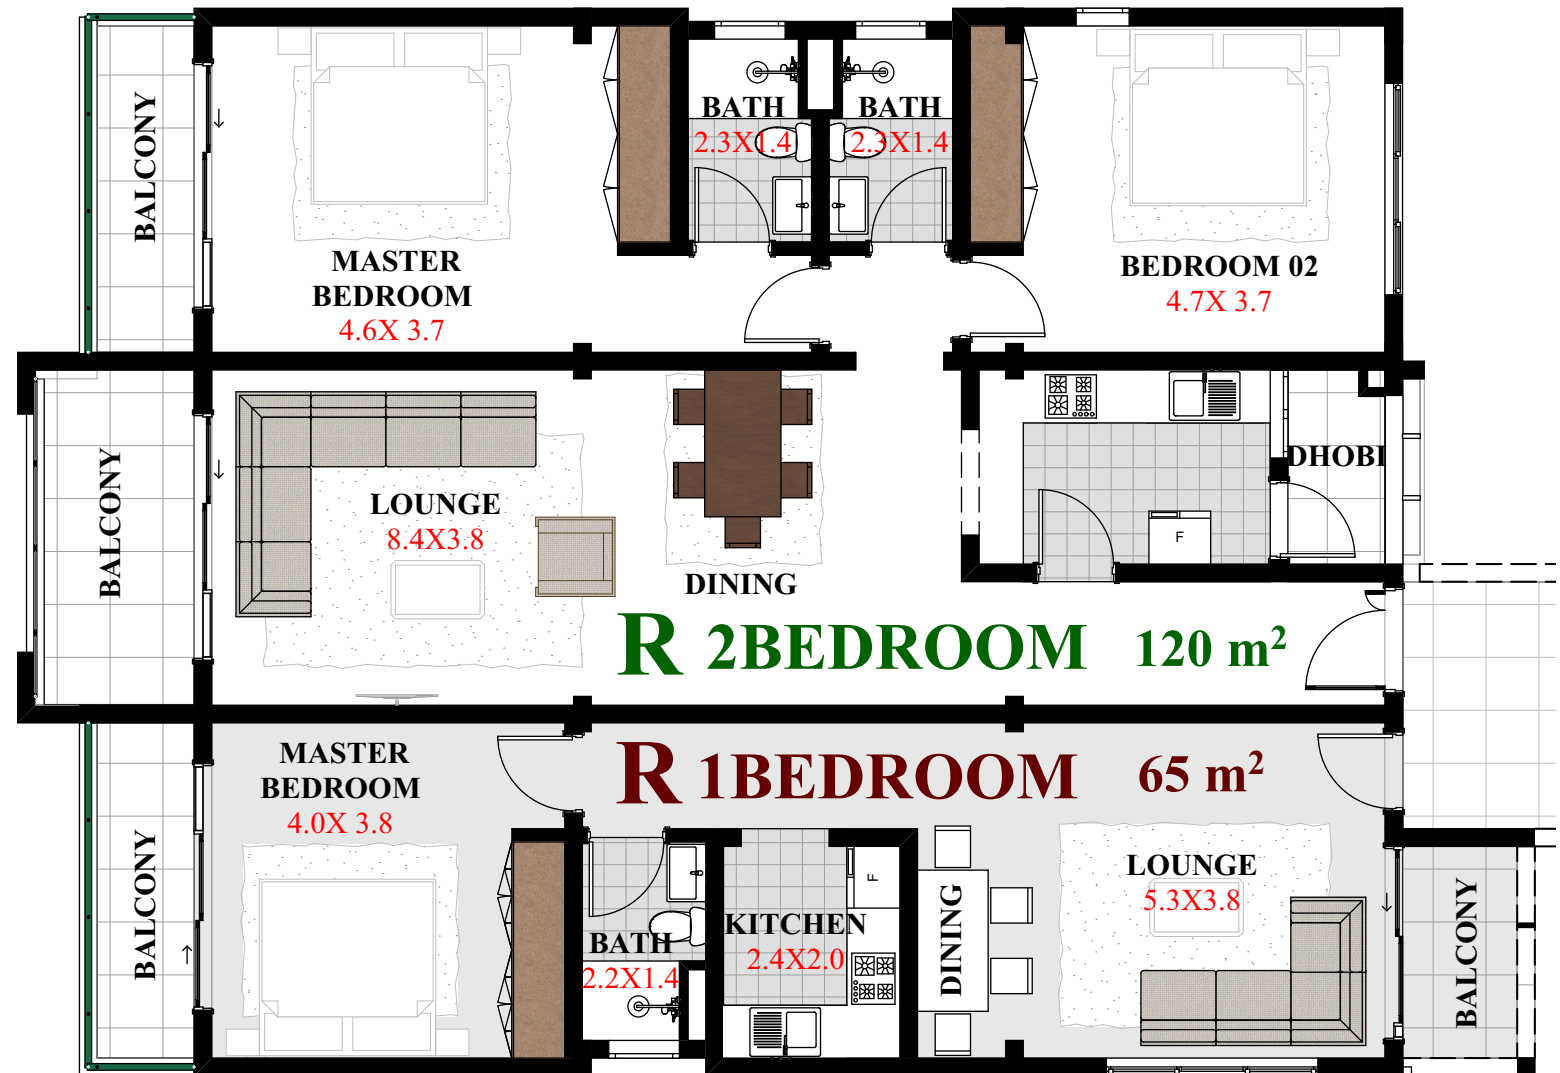 BALCONY
MASTER
BEDROOM
4.6X 3.7
BATH
2.3X1.4
BATH
2.3X1.4
BEDROOM 02
4.7X 3.7
BALCONY
LOUNGE
8.4X3.8
DINING
F
DHOBI
R 2BEDROOM 120 m²
BALCONY
MASTER
BEDROOM
4.0X 3.8
R 1BEDROOM 65 m²
BATH
2.2X1.4
KITCHEN
2.4X2.0
F
DINING
LOUNGE
5.3X3.8
BALCONY